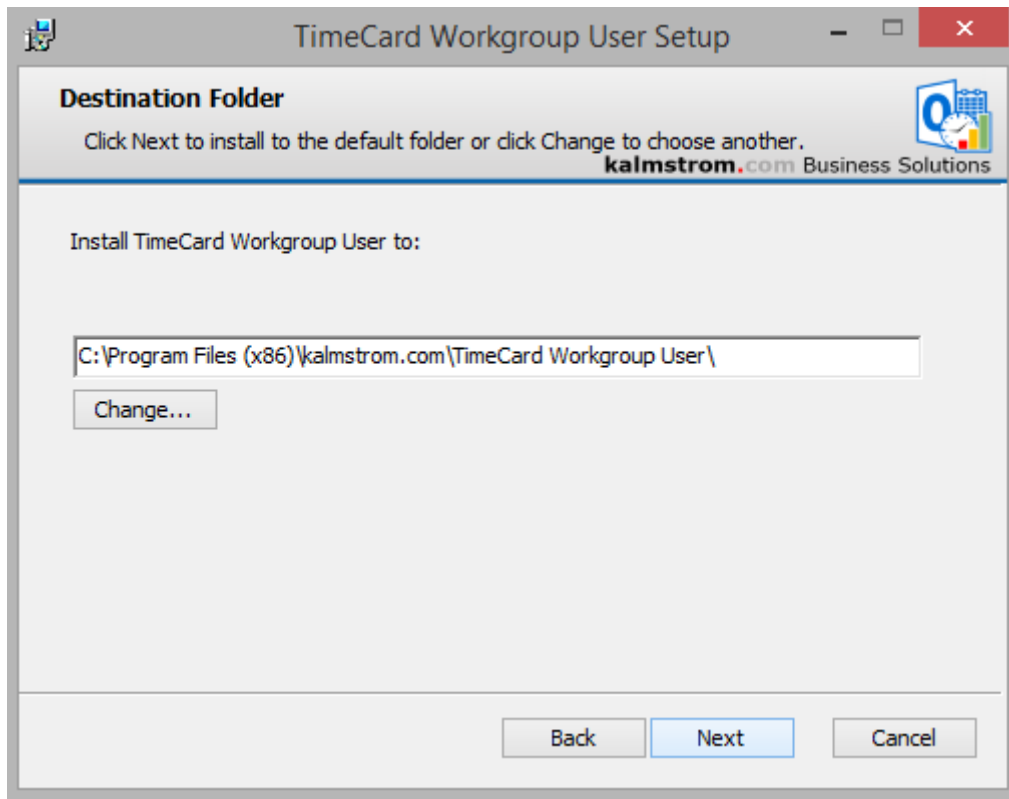 TimeCard Workgroup User Setup
Destination Folder
Click Next to install to the default folder or click Change to choose another.
kalmstrom.com Business Solutions
Install TimeCard Workgroup User to:
C:\Program Files (x86)\kalmstrom.com\TimeCard Workgroup User\
Change...
Back Next Cancel